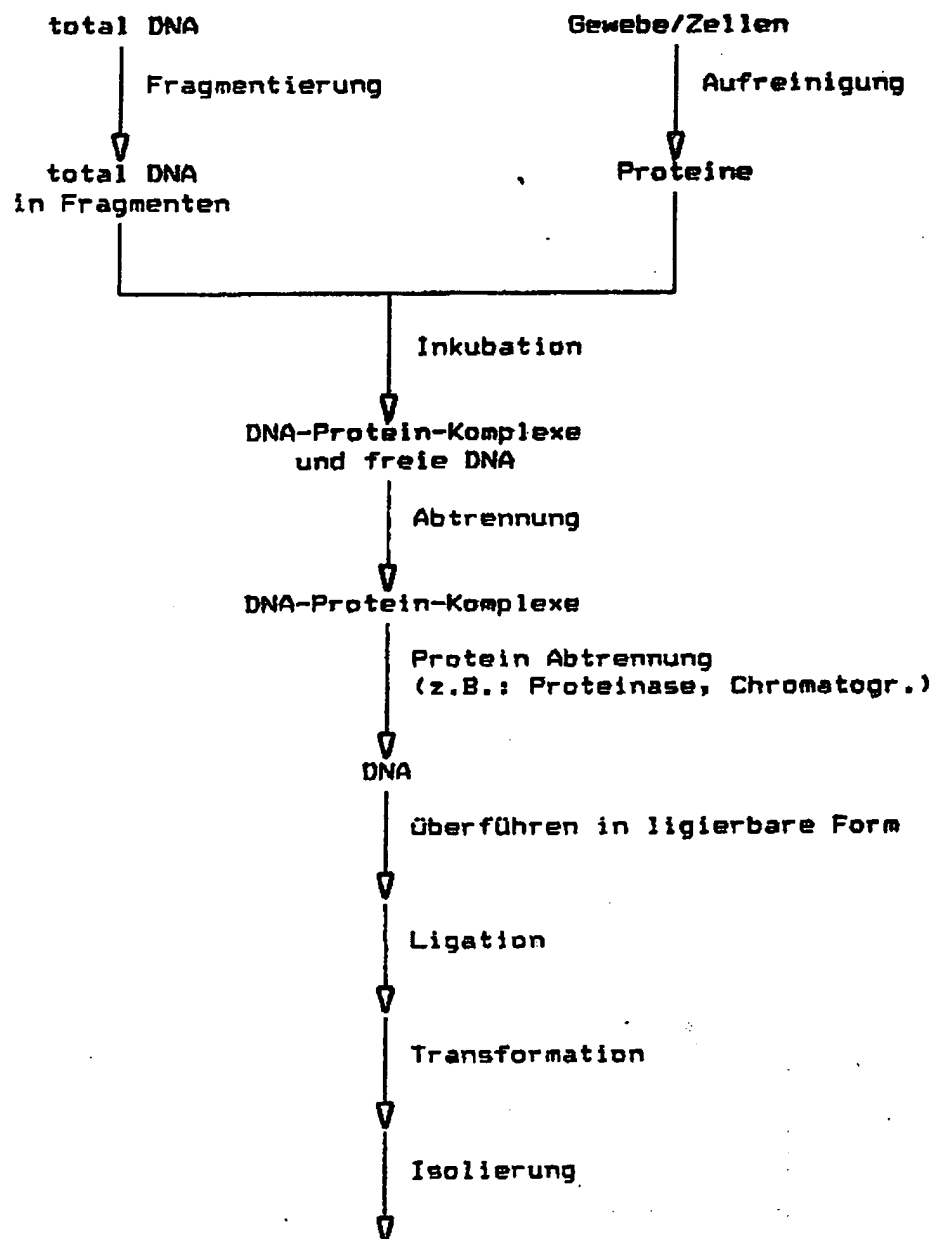 total DNA
Gewebe/Zellen
Fragmentierung
Aufreinigung
total DNA
in Fragmenten
Proteine
Inkubation
DNA-Protein-Komplexe
und freie DNA
Abtrennung
DNA-Protein-Komplexe
Protein Abtrennung
(z.B.: Proteinase, Chromatogr.)
DNA
überführen in ligierbare Form
Ligation
Transformation
Isolierung